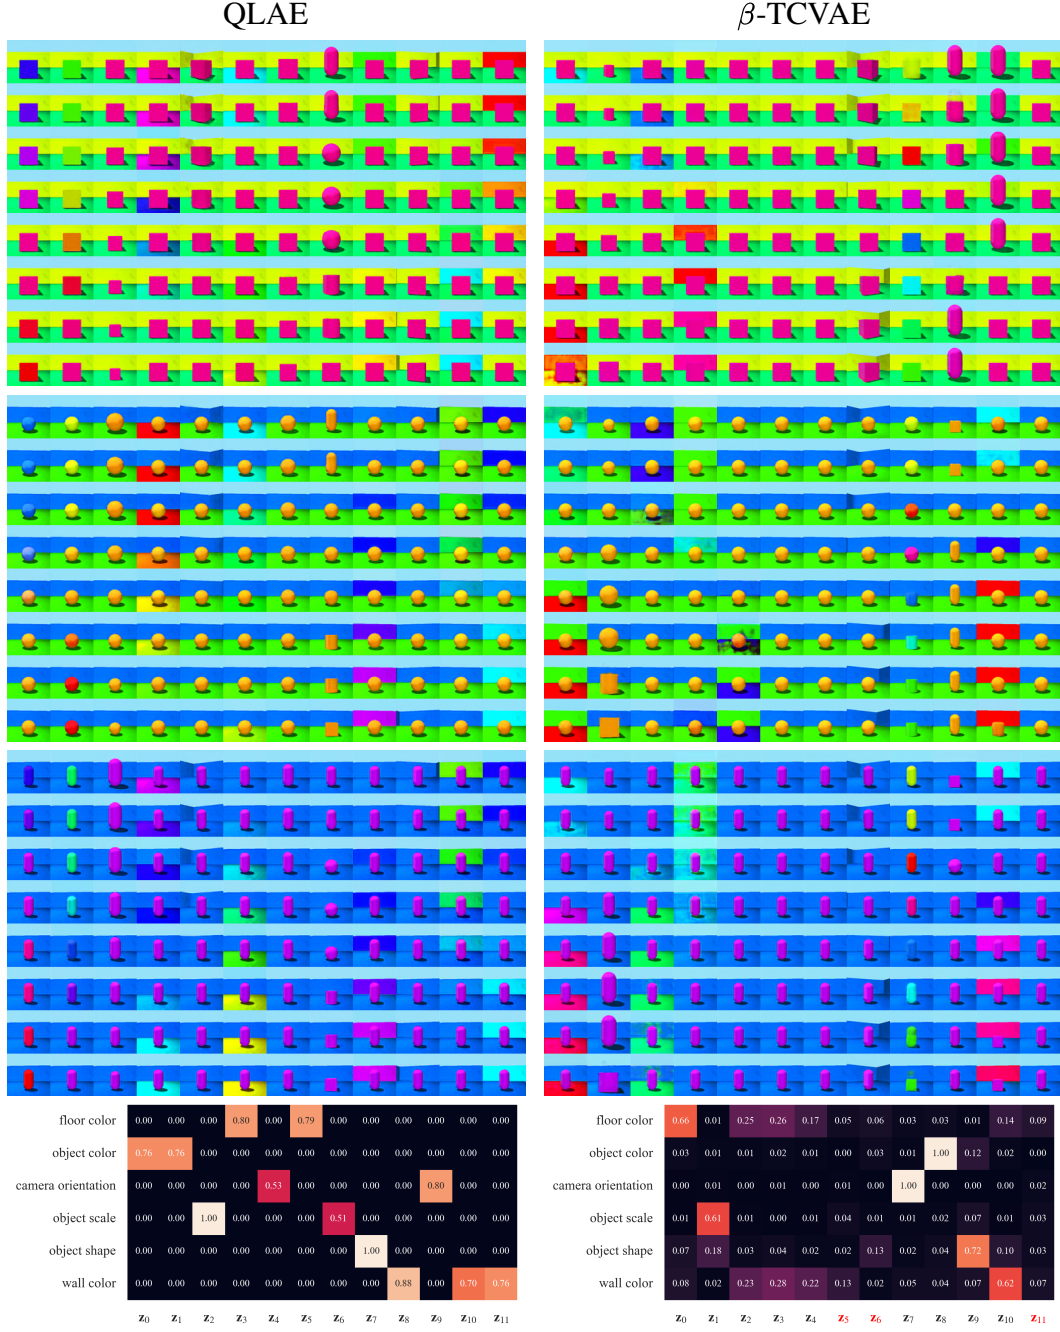 QLAE
β-TCVAE
floor color 0.00 0.00 0.00 0.80 0.00 0.79 0.00 0.00 0.00 0.00 0.00 0.00
object color 0.76 0.76 0.00 0.00 0.00 0.00 0.00 0.00 0.00 0.00 0.00 0.00
camera orientation 0.00 0.00 0.00 0.00 0.53 0.00 0.00 0.00 0.00 0.80 0.00 0.00
object scale 0.00 0.00 1.00 0.00 0.00 0.00 0.51 0.00 0.00 0.00 0.00 0.00
object shape 0.00 0.00 0.00 0.00 0.00 0.00 0.00 1.00 0.00 0.00 0.00 0.00
wall color 0.00 0.00 0.00 0.00 0.00 0.00 0.00 0.00 0.88 0.00 0.70 0.76
z0 z1 z2 z3 z4 z5 z6 z7 z8 z9 z10 z11
floor color 0.66 0.01 0.25 0.26 0.17 0.05 0.06 0.03 0.03 0.01 0.14 0.09
object color 0.03 0.01 0.01 0.02 0.01 0.00 0.03 0.01 1.00 0.12 0.02 0.00
camera orientation 0.00 0.01 0.00 0.01 0.00 0.01 0.00 1.00 0.00 0.00 0.00 0.02
object scale 0.01 0.61 0.01 0.00 0.01 0.04 0.01 0.01 0.02 0.07 0.01 0.03
object shape 0.07 0.18 0.03 0.04 0.02 0.02 0.13 0.02 0.04 0.72 0.10 0.03
wall color 0.08 0.02 0.23 0.28 0.22 0.13 0.02 0.05 0.04 0.07 0.62 0.07
z0 z1 z2 z3 z4 z5 z6 z7 z8 z9 z10 z11